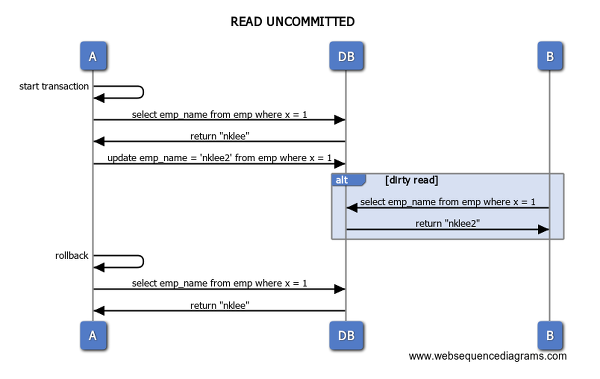 READ UNCOMMITTED
A
DB
B
start transaction
select emp_name from emp where x = 1
return "nklee"
update emp_name = 'nklee2' from emp where x = 1
alt
[dirty read]
select emp_name from emp where x = 1
return "nklee2"
rollback
select emp_name from emp where x = 1
return "nklee"
A
DB
B
www.websequencediagrams.com